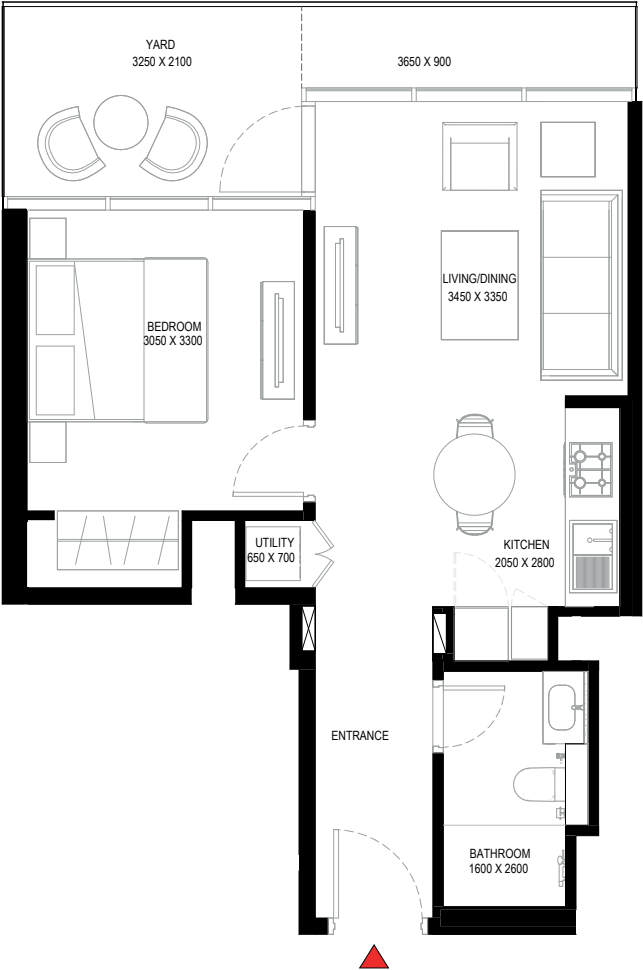 YARD
3250 X 2100
3650 X 900
LIVING/DINING
3450 X 3350
BEDROOM
3050 X 3300
UTILITY
650 X 700
KITCHEN
2050 X 2800
ENTRANCE
BATHROOM
1600 X 2600